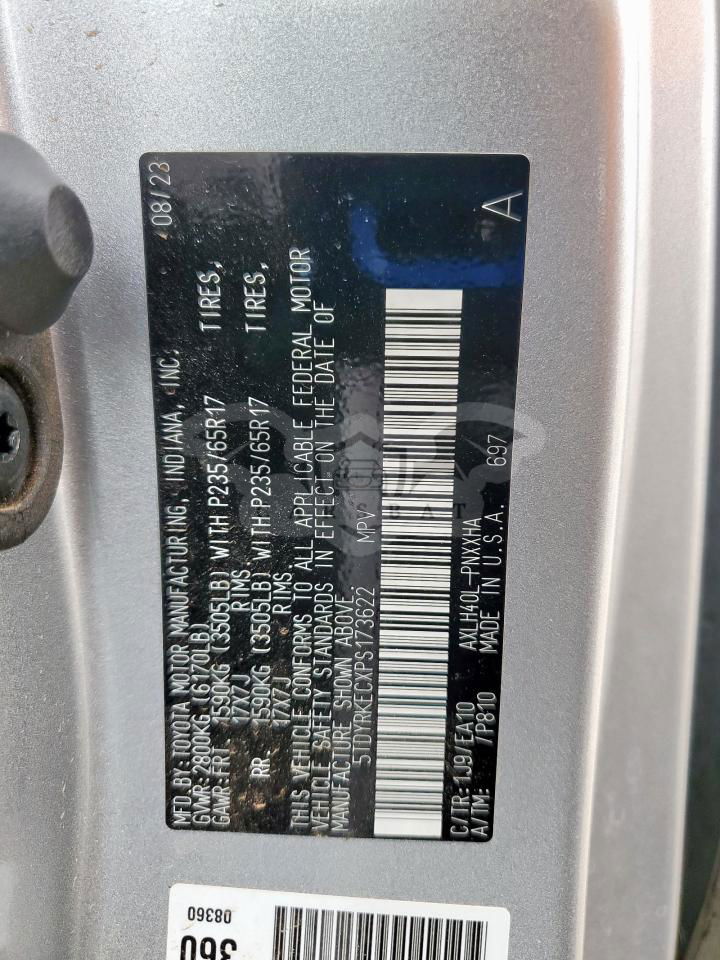 MFD BY: TOYOTA MOTOR MANUFACTURING, INDIANA, INC. 08/23
GVWR: 2800KG (6170LB)
GAWR: FRT 1590KG (3505LB) WITH P235/65R17 TIRES,
17X7J RIMS
RR 1590KG (3505LB) WITH P235/65R17 TIRES,
17X7J RIMS
THIS VEHICLE CONFORMS TO ALL APPLICABLE FEDERAL MOTOR
VEHICLE SAFETY STANDARDS IN EFFECT ON THE DATE OF
MANUFACTURE SHOWN ABOVE.
5TDYRKECXPS173622 MPV
C/TR: 1J9/EA10 AXLH40L-PNXXHA
A/TM: /P810 MADE IN U.S.A. 697 A
08360
360